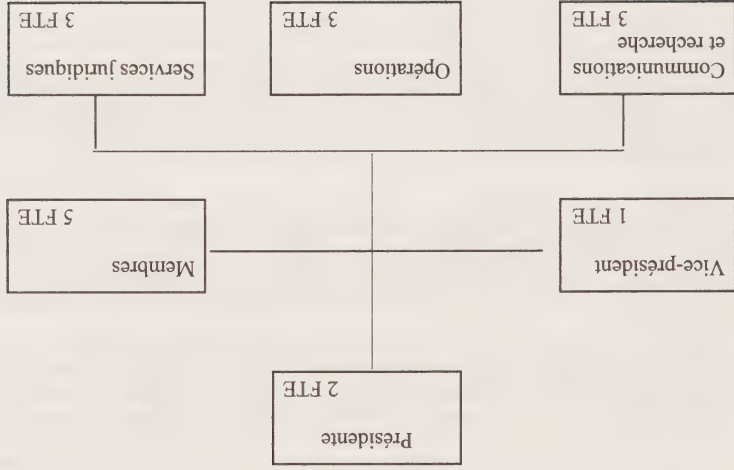 Présidente
2 FTE
Vice-président
1 FTE
Membres
5 FTE
Communications
et recherche
3 FTE
Opérations
3 FTE
Services juridiques
3 FTE